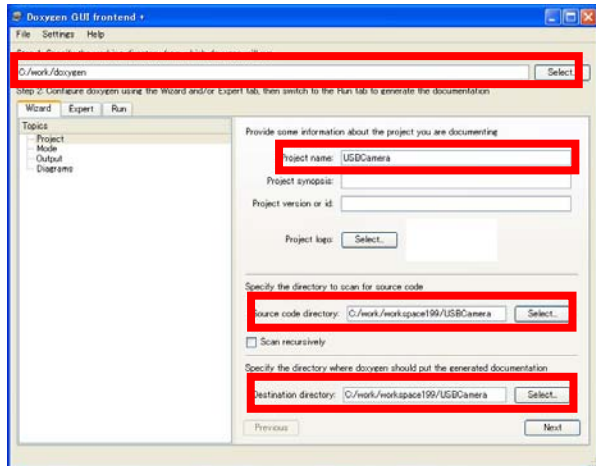 Doxygen GUI frontend +
File Settings Help
C:/work/doxygen Select.
Step 2: Configure doxygen using the Wizard and/or Expert tab, then switch to the Run tab to generate the documentation
Wizard Expert Run
Topics
Project
Mode
Output
Diagrams
Provide some information about the project you are documenting
Project name: USBCamera
Project synopsis:
Project version or id:
Project logo: Select..
Specify the directory to scan for source code
Source code directory: C:/work/workspace199/USBCamera Select..
Scan recursively
Specify the directory where doxygen should put the generated documentation
Destination directory: C:/work/workspace199/USBCamera Select..
Previous Next